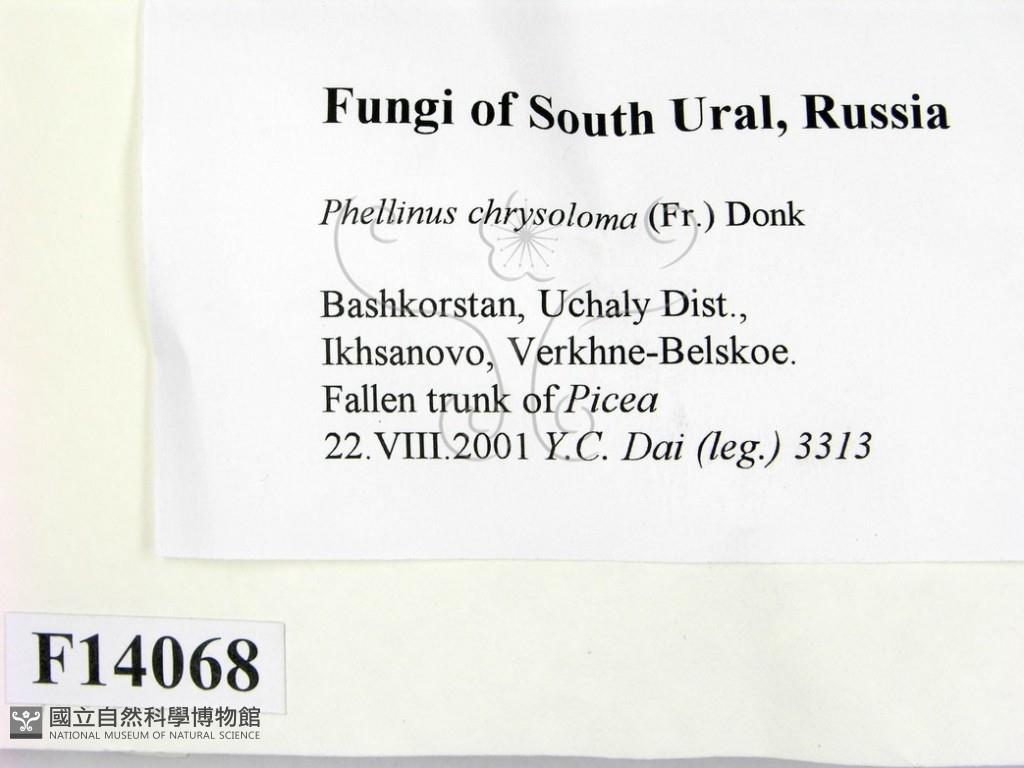 Fungi of South Ural, Russia
Phellinus chrysoloma (Fr.) Donk
Bashkorstan, Uchaly Dist.,
Ikhsanovo, Verkhne-Belskoe.
Fallen trunk of Picea
22.VIII.2001 Y.C. Dai (leg.) 3313
F14068
國立自然科學博物館
NATIONAL MUSEUM OF NATURAL SCIENCE